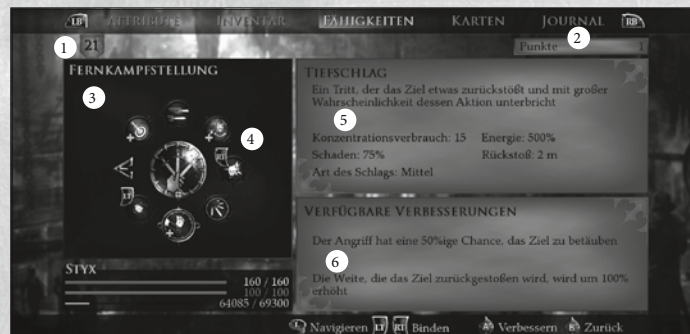 LB ATTRIBUTE INVENTAR FÄHIGKEITEN KARTEN JOURNAL RB
1 21
2
Punkte 1
FERNKAMPFSTELLUNG
3
4
RT
LT
TIEFSCHLAG
Ein Tritt, der das Ziel etwas zurückstößt und mit großer
Wahrscheinlichkeit dessen Aktion unterbricht
5
Konzentrationsverbrauch: 15 Energie: 500%
Schaden: 75% Rückstoß: 2 m
Art des Schlags: Mittel
VERFÜGBARE VERBESSERUNGEN
Der Angriff hat eine 50%ige Chance, das Ziel zu betäuben
6
Die Weite, die das Ziel zurückgestoßen wird, wird um 100%
erhöht
STYX
160 / 160
100 / 100
64085 / 69300
L Navigieren LT RT Binden A Verbessern B Zurück